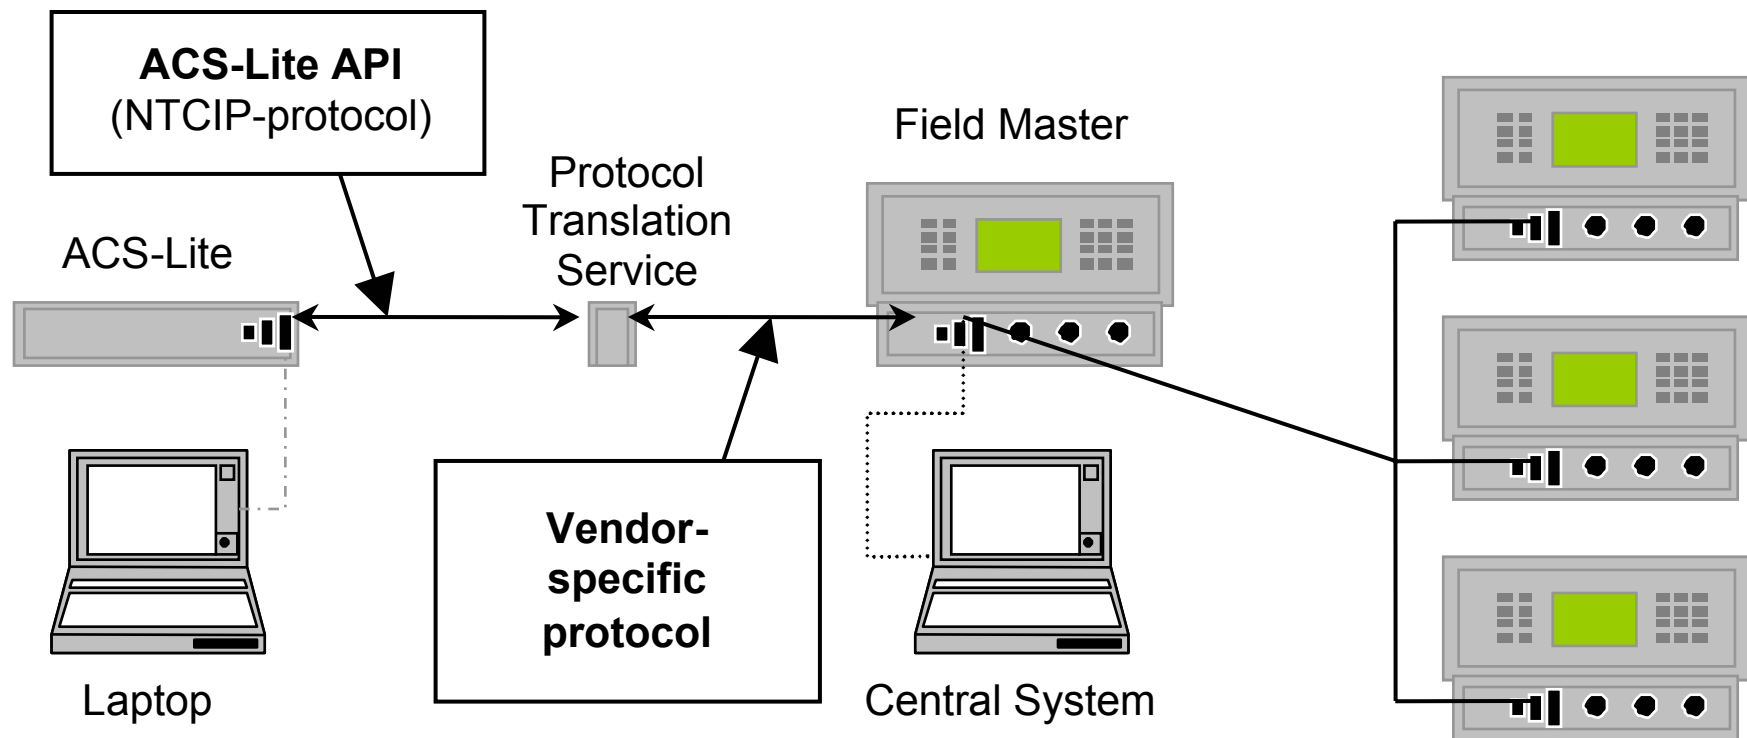 ACS-Lite API
(NTCIP-protocol)
Field Master
Protocol
Translation
Service
ACS-Lite
Vendor-
specific
protocol
Laptop
Central System